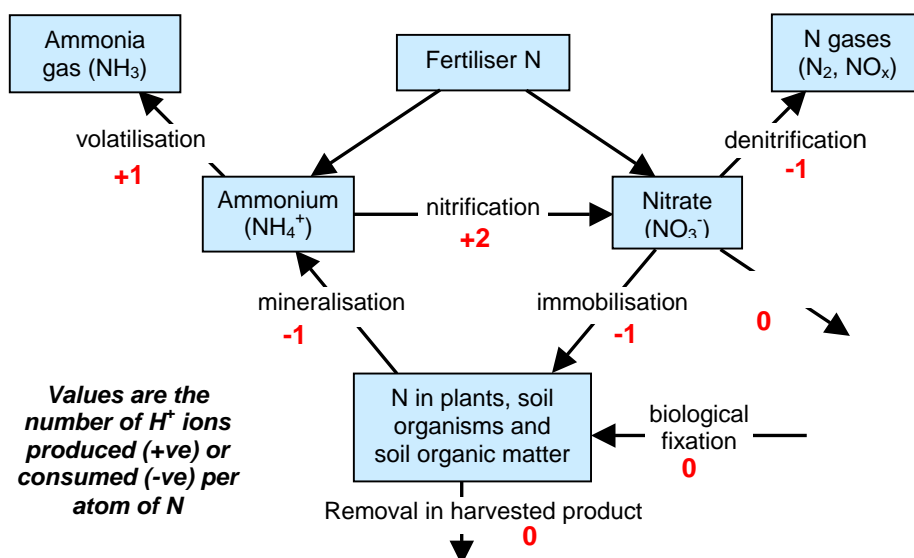 Ammonia
gas (NH₃)
Fertiliser N
N gases
(N₂, NOₓ)
volatilisation
+1
denitrification
-1
Ammonium
(NH₄⁺)
nitrification
+2
Nitrate
(NO₃⁻)
mineralisation
-1
immobilisation
-1
0
Values are the
number of H⁺ ions
produced (+ve) or
consumed (-ve) per
atom of N
N in plants, soil
organisms and
soil organic matter
biological
fixation
0
Removal in harvested product
0